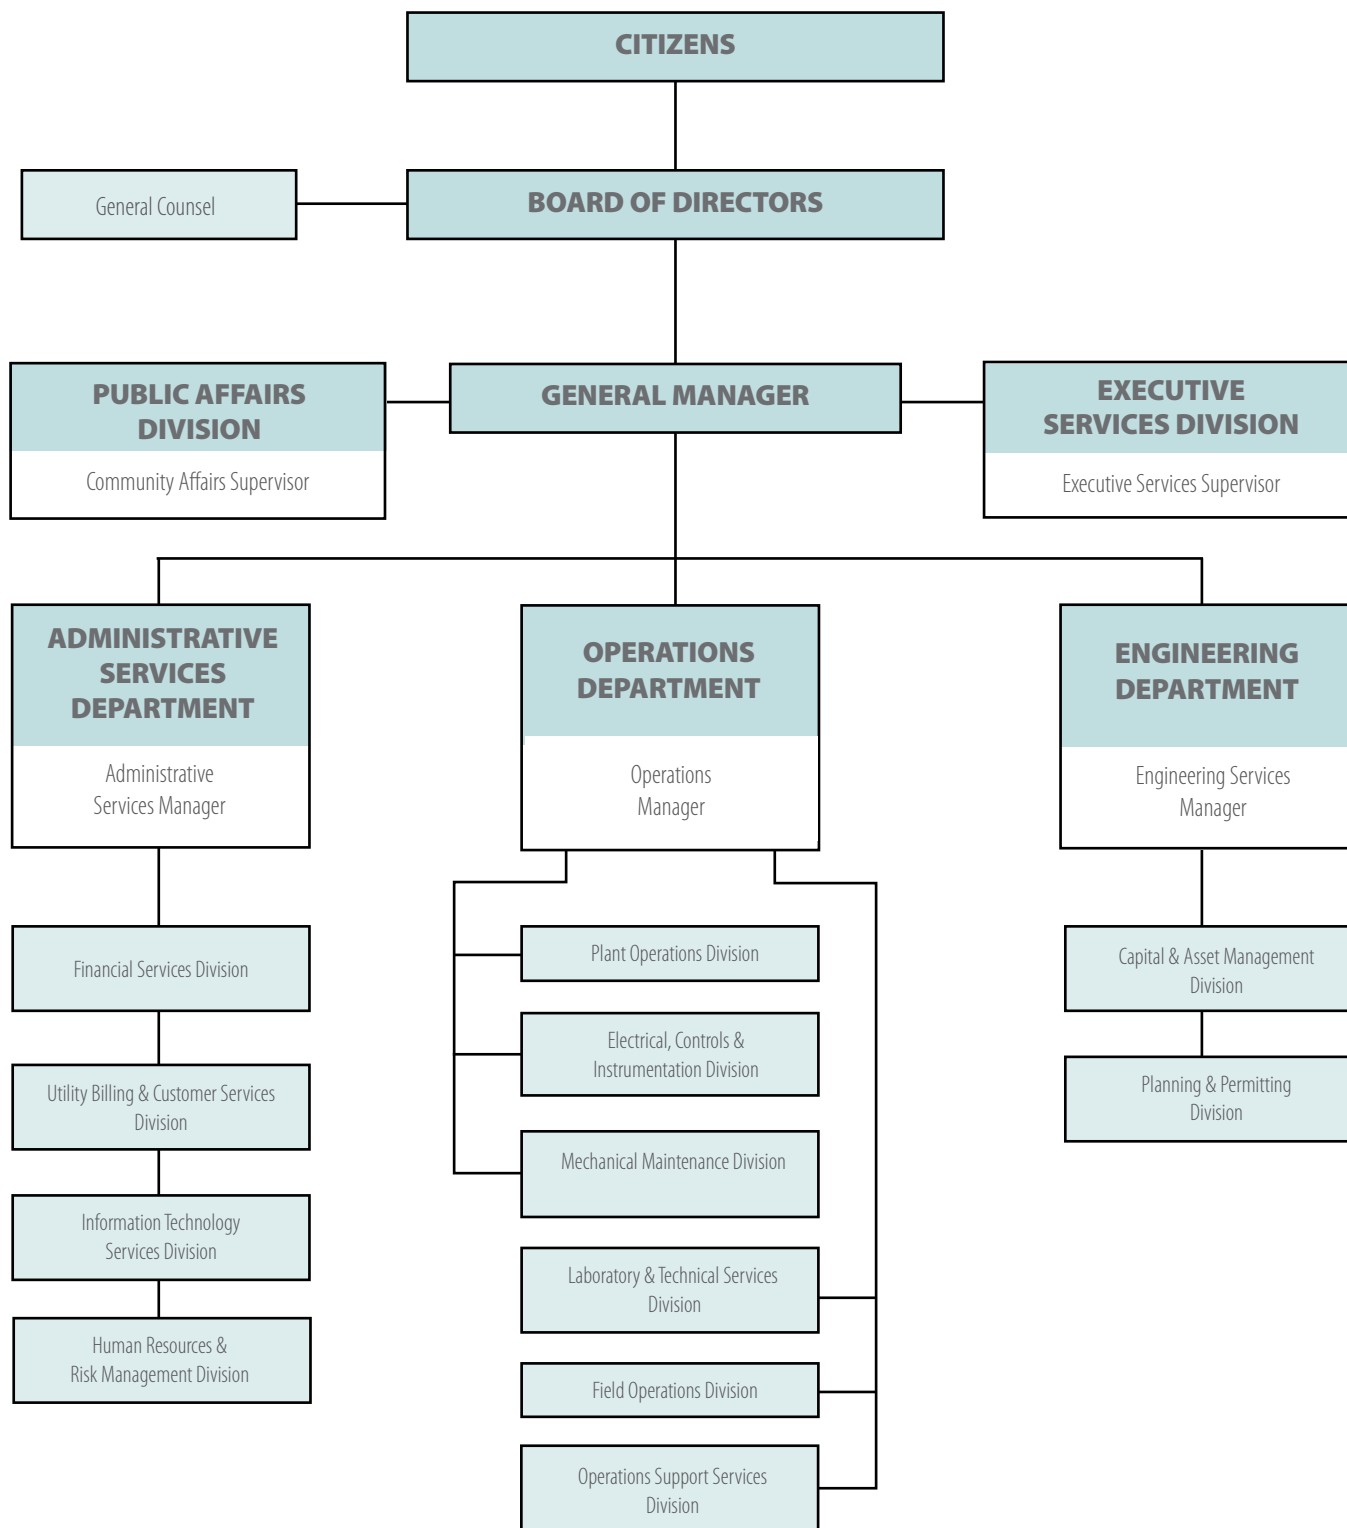 CITIZENS
General Counsel
BOARD OF DIRECTORS
PUBLIC AFFAIRS
DIVISION
Community Affairs Supervisor
GENERAL MANAGER
EXECUTIVE
SERVICES DIVISION
Executive Services Supervisor
ADMINISTRATIVE
SERVICES
DEPARTMENT
Administrative
Services Manager
OPERATIONS
DEPARTMENT
Operations
Manager
ENGINEERING
DEPARTMENT
Engineering Services
Manager
Financial Services Division
Utility Billing & Customer Services
Division
Information Technology
Services Division
Human Resources &
Risk Management Division
Plant Operations Division
Electrical, Controls &
Instrumentation Division
Mechanical Maintenance Division
Laboratory & Technical Services
Division
Field Operations Division
Operations Support Services
Division
Capital & Asset Management
Division
Planning & Permitting
Division